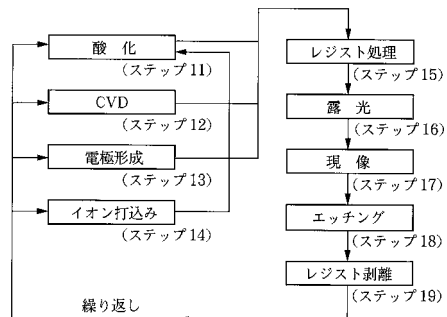 酸 化
(ステップ11)
CVD
(ステップ12)
電極形成
(ステップ13)
イオン打込み
(ステップ14)
レジスト処理
(ステップ15)
露 光
(ステップ16)
現 像
(ステップ17)
エッチング
(ステップ18)
レジスト剥離
(ステップ19)
繰り返し